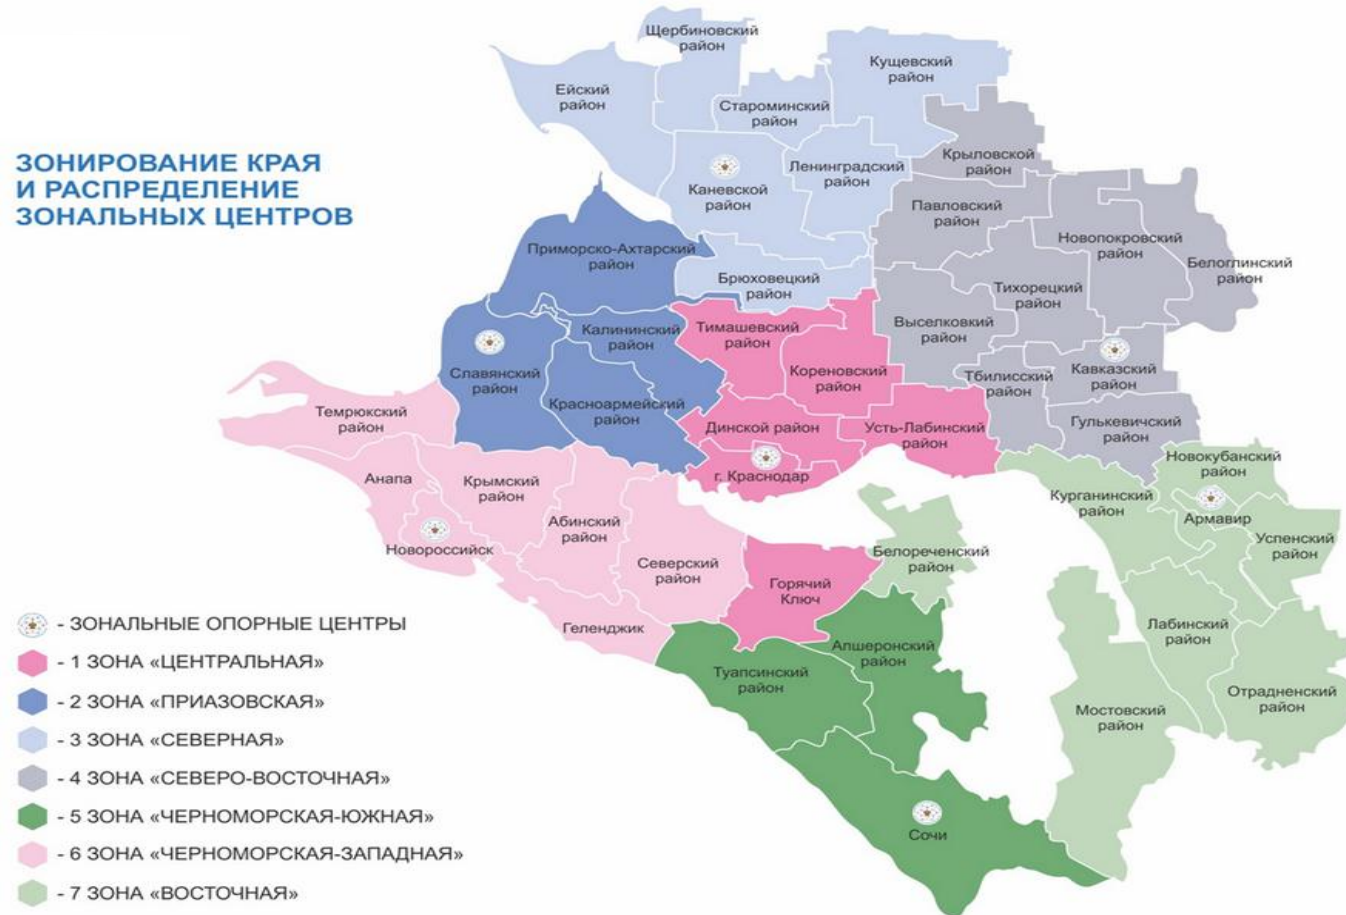 ЗОНИРОВАНИЕ КРАЯ
И РАСПРЕДЕЛЕНИЕ
ЗОНАЛЬНЫХ ЦЕНТРОВ
Щербиновский
район
Кущевский
район
Ейский
район
Староминский
район
Крыловской
район
Ленинградский
район
Каневской
район
Павловский
район
Новопокровский
район
Белоглинский
район
Приморско-Ахтарский
район
Брюховецкий
район
Тихорецкий
район
Выселковкий
район
Калининский
район
Тимашевский
район
Славянский
район
Кореновский
район
Тбилисский
район
Кавказский
район
Красноармейский
район
Темрюкский
район
Динской район
Усть-Лабинский
район
Гулькевичский
район
Новокубанский
район
г. Краснодар
Анапа
Крымский
район
Курганинский
район
Армавир
Абинский
район
Новороссийск
Успенский
район
Белореченский
район
Северский
район
Горячий
Ключ
Геленджик
Лабинский
район
Апшеронский
район
Туапсинский
район
Отрадненский
район
Мостовский
район
Сочи
- ЗОНАЛЬНЫЕ ОПОРНЫЕ ЦЕНТРЫ
- 1 ЗОНА «ЦЕНТРАЛЬНАЯ»
- 2 ЗОНА «ПРИАЗОВСКАЯ»
- 3 ЗОНА «СЕВЕРНАЯ»
- 4 ЗОНА «СЕВЕРО-ВОСТОЧНАЯ»
- 5 ЗОНА «ЧЕРНОМОРСКАЯ-ЮЖНАЯ»
- 6 ЗОНА «ЧЕРНОМОРСКАЯ-ЗАПАДНАЯ»
- 7 ЗОНА «ВОСТОЧНАЯ»